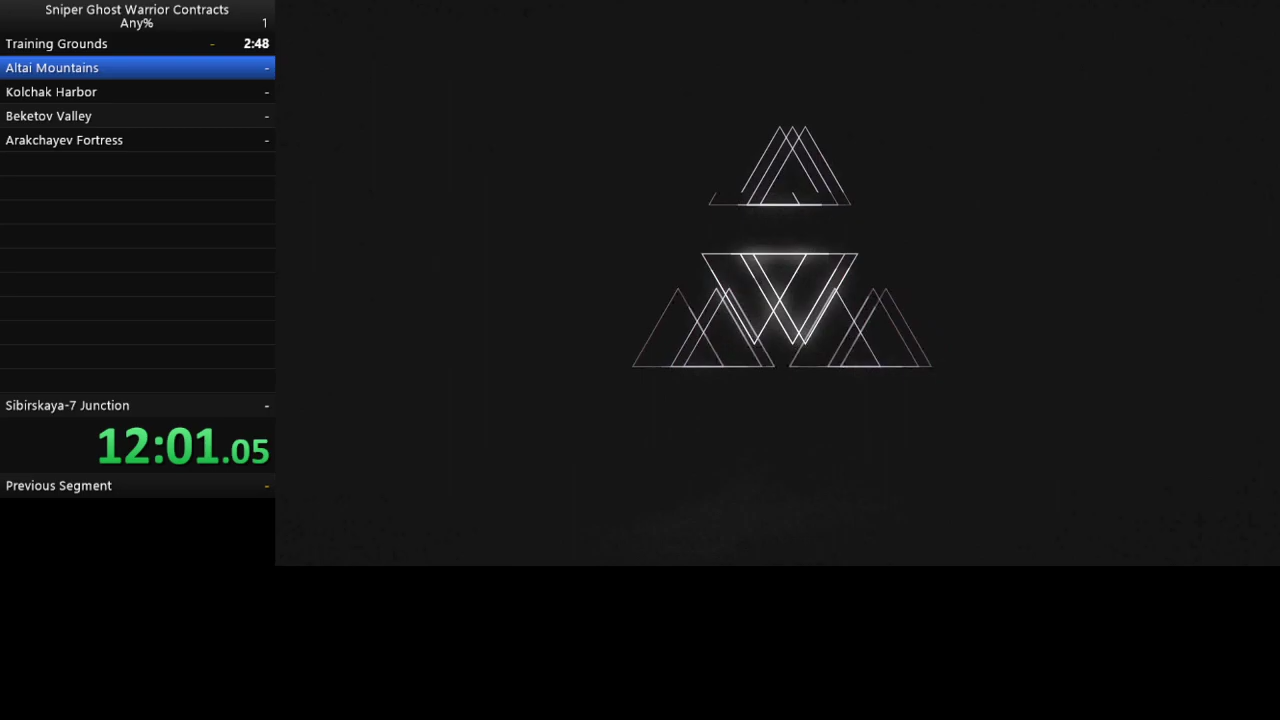 Sniper Ghost Warrior Contracts
Any% 1
Training Grounds - 2:48
Altai Mountains -
Kolchak Harbor -
Beketov Valley -
Arakchayev Fortress -
Sibirskaya-7 Junction -
12:01.05
Previous Segment -